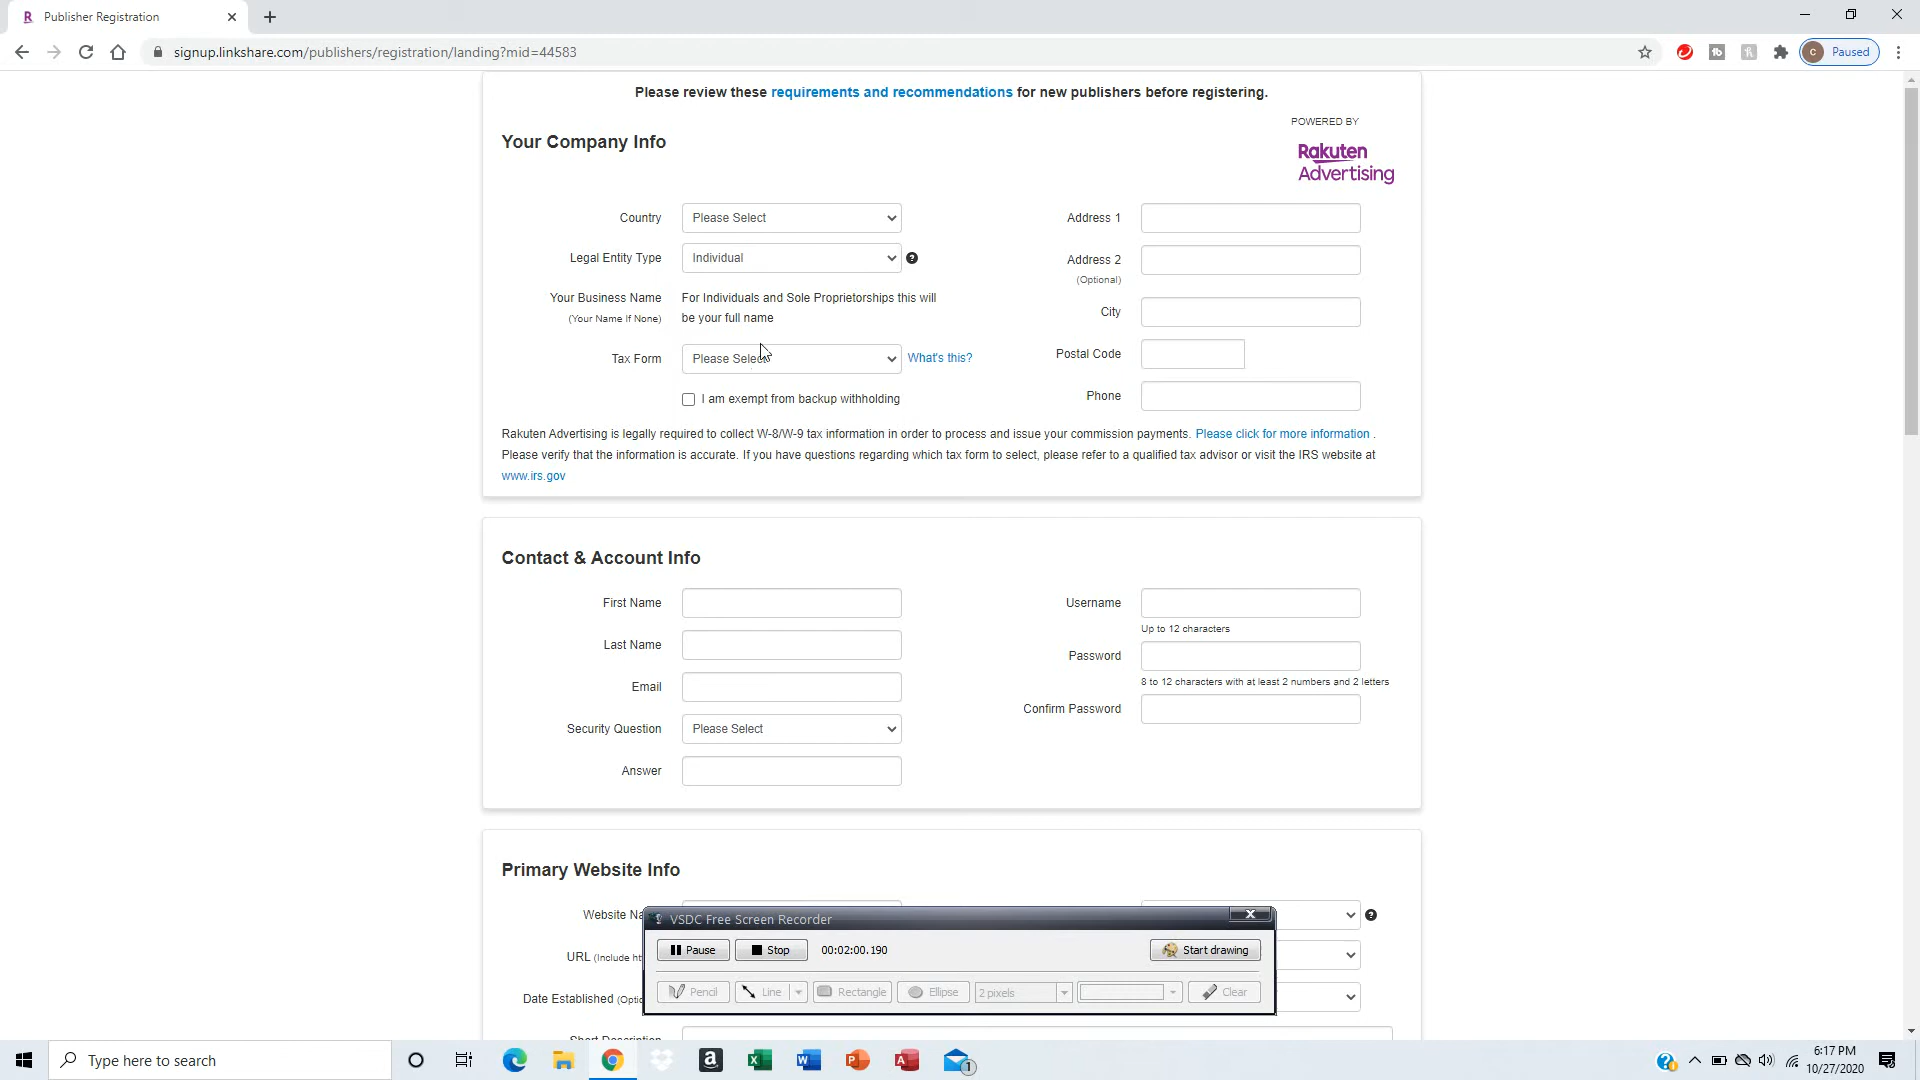 Publisher Registration
signup.linkshare.com/publishers/registration/landing?mid=44583
C Paused
Please review these requirements and recommendations for new publishers before registering.
Your Company Info
POWERED BY
Rakuten
Advertising
Country Please Select
Legal Entity Type Individual
Your Business Name For Individuals and Sole Proprietorships this will
(Your Name If None) be your full name
Tax Form Please Select What's this?
I am exempt from backup withholding
Address 1
Address 2
(Optional)
City
Postal Code
Phone
Rakuten Advertising is legally required to collect W-8/W-9 tax information in order to process and issue your commission payments. Please click for more information .
Please verify that the information is accurate. If you have questions regarding which tax form to select, please refer to a qualified tax advisor or visit the IRS website at
www.irs.gov
Contact & Account Info
First Name
Last Name
Email
Security Question Please Select
Answer
Username
Up to 12 characters
Password
8 to 12 characters with at least 2 numbers and 2 letters
Confirm Password
Primary Website Info
Website Na
URL (Include ht
Date Established (Optio
VSDC Free Screen Recorder
Pause Stop 00:02:00.190 Start drawing
Pencil Line Rectangle Ellipse 2 pixels Clear
Type here to search
1
6:17 PM
10/27/2020